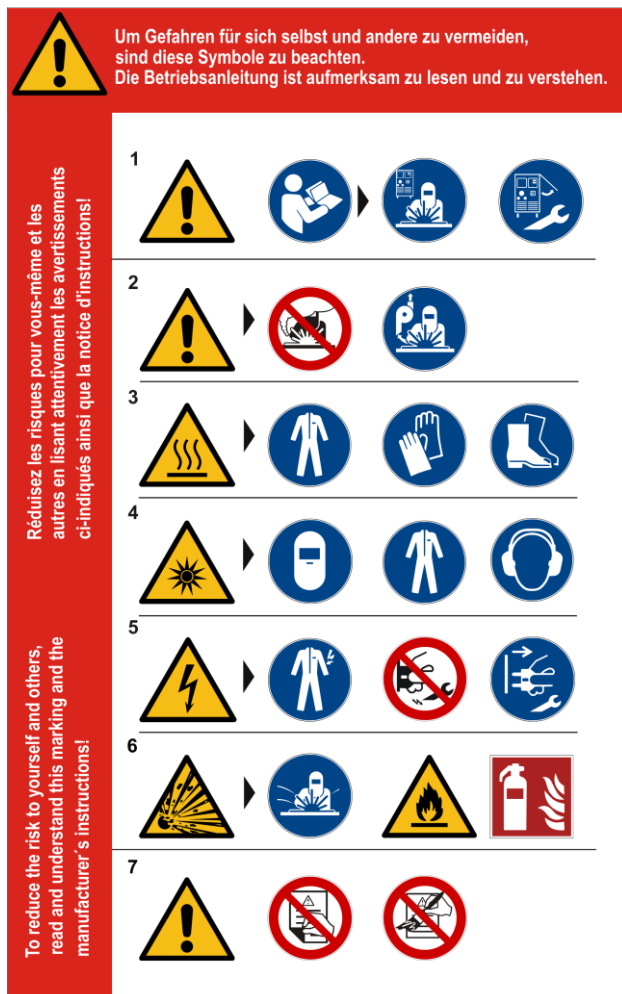 Um Gefahren für sich selbst und andere zu vermeiden,
sind diese Symbole zu beachten.
Die Betriebsanleitung ist aufmerksam zu lesen und zu verstehen.
Réduisez les risques pour vous-même et les
autres en lisant attentivement les avertissements
ci-indiqués ainsi que la notice d'instructions!
To reduce the risk to yourself and others,
read and understand this marking and the
manufacturer´s instructions!
1
2
3
4
5
6
7